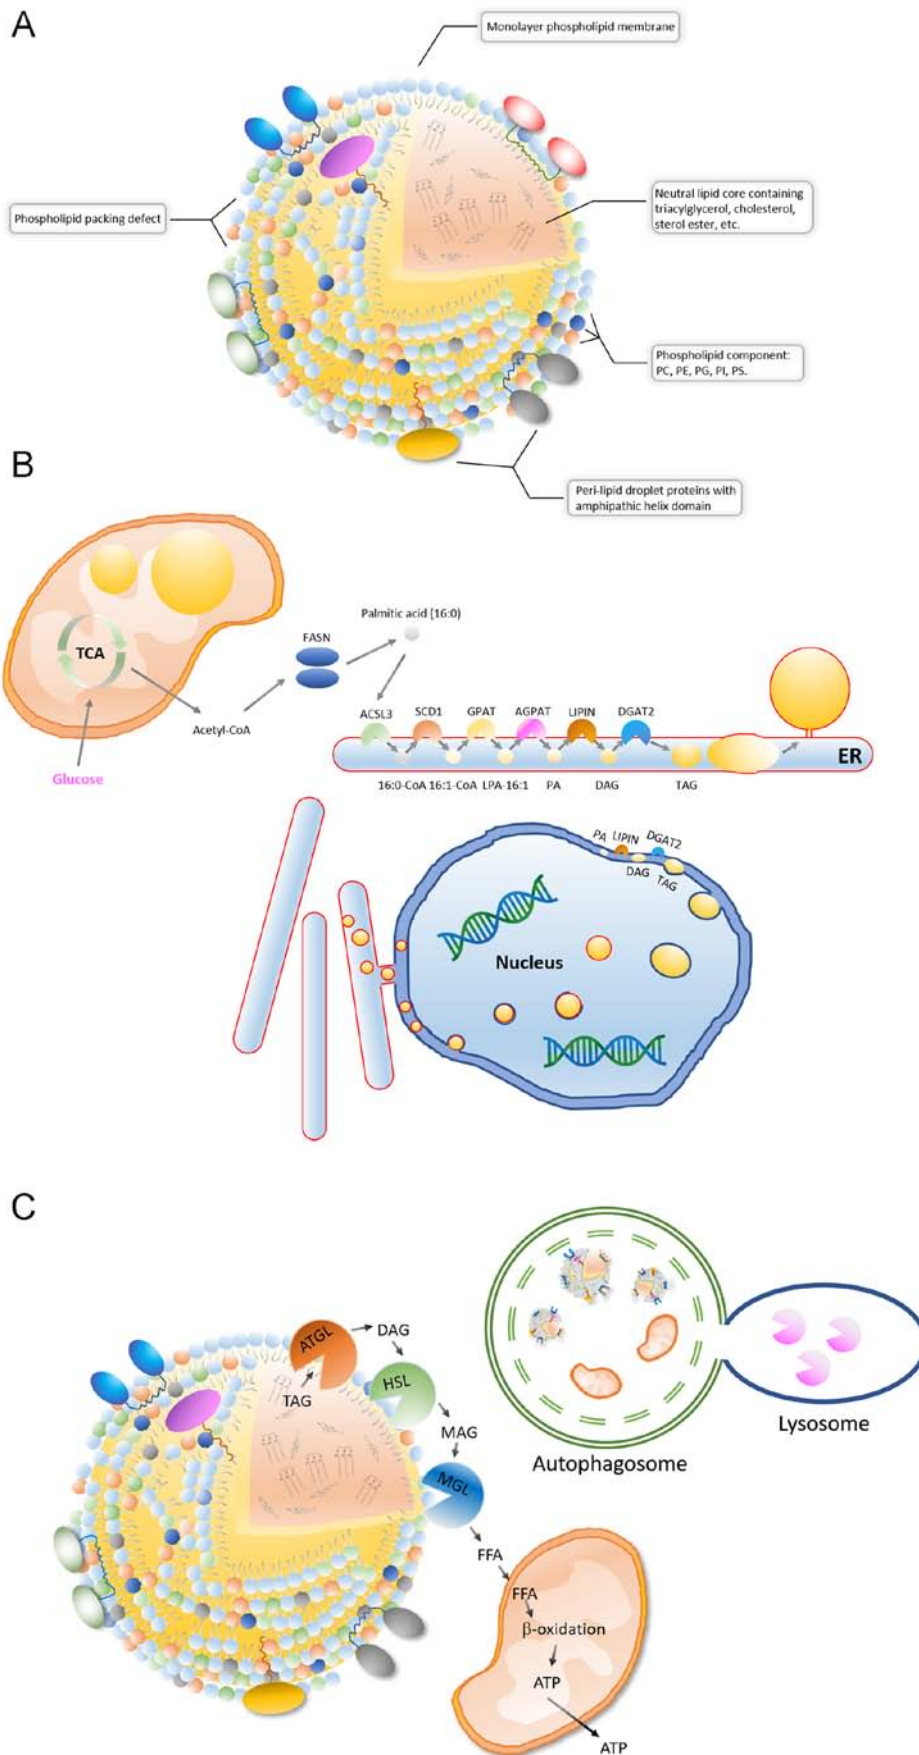 A
Monolayer phospholipid membrane
Phospholipid packing defect
Neutral lipid core containing
triacylglycerol, cholesterol,
sterol ester, etc.
Phospholipid component:
PC, PE, PG, PI, PS.
Peri-lipid droplet proteins with
amphipathic helix domain
B
TCA
Glucose
Acetyl-CoA
FASN
Palmitic acid (16:0)
ACSL3 SCD1 GPAT AGPAT LIPIN DGAT2
ER
16:0-CoA 16:1-CoA LPA-16:1 PA DAG TAG
PA LIPIN DGAT2
DAG TAG
Nucleus
C
ATGL
DAG
TAG
HSL
MAG
MGL
FFA
FFA
β-oxidation
ATP
ATP
Autophagosome
Lysosome